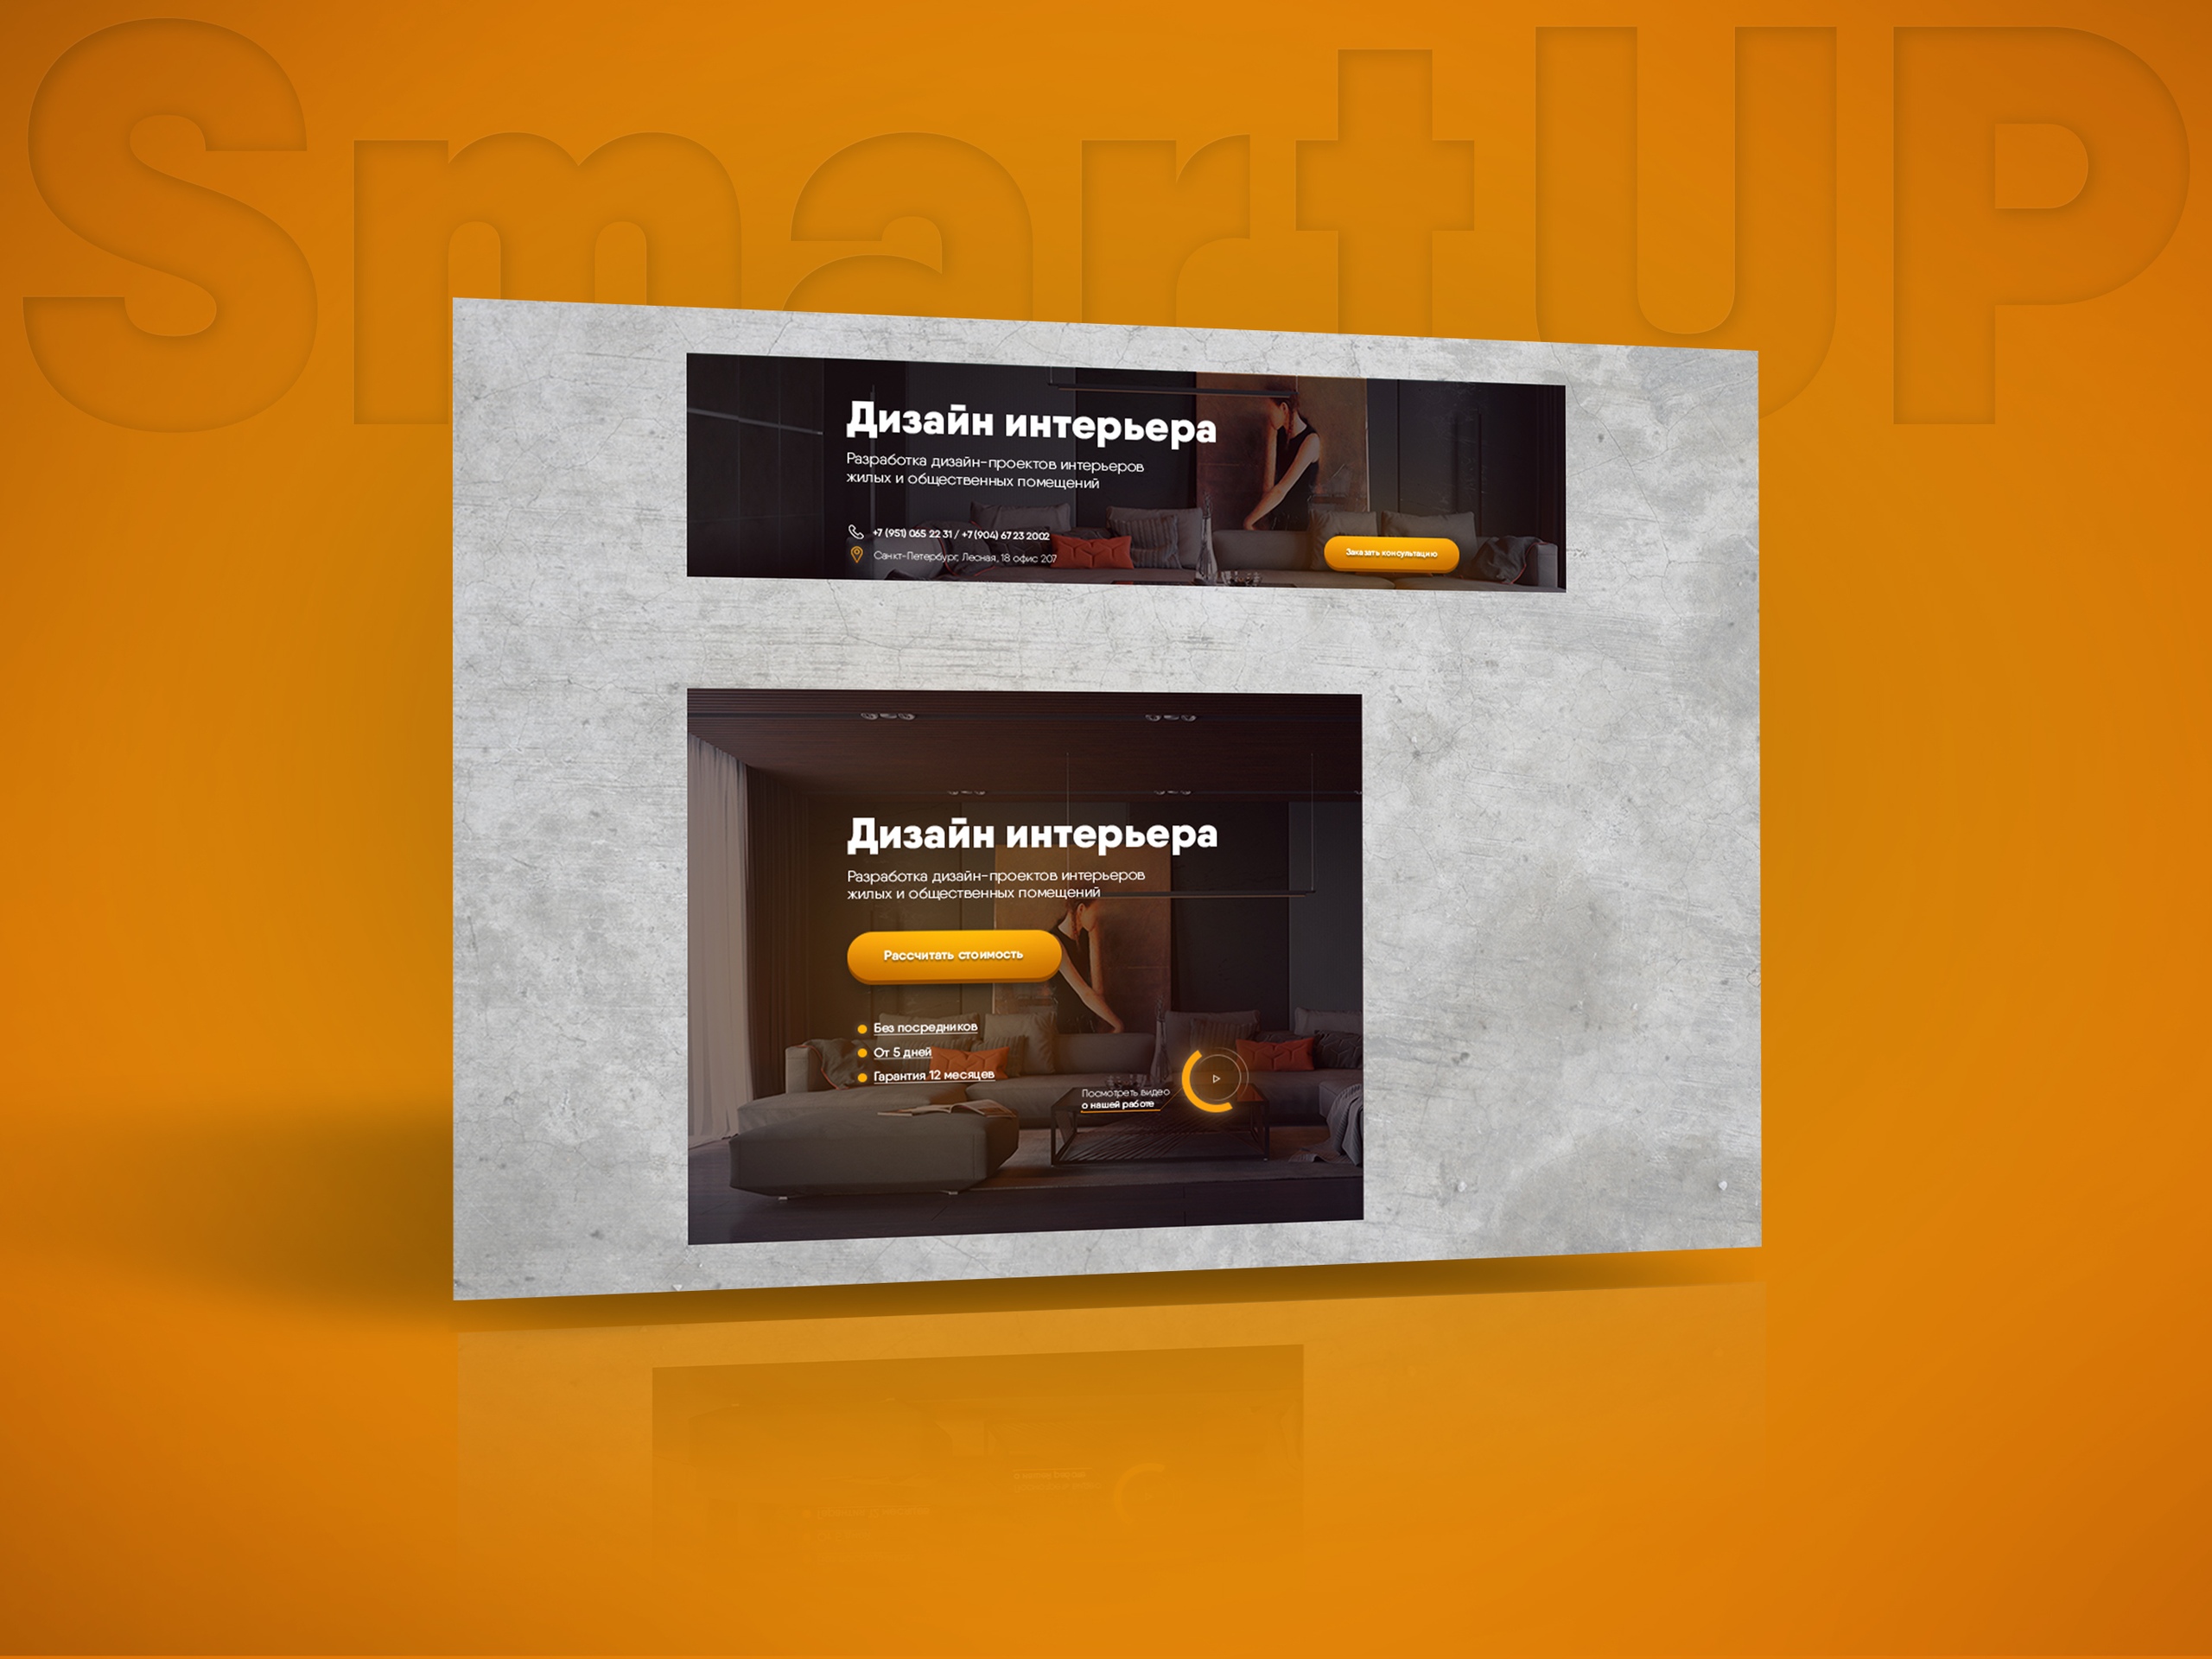 SmartUP
Дизайн интерьера
Разработка дизайн-проектов интерьеров
жилых и общественных помещений
+7 (951) 065 22 31 / +7 (904) 67 23 2002
Санкт-Петербург, Лесная, 18 офис 207
Заказать консультацию
Дизайн интерьера
Разработка дизайн-проектов интерьеров
жилых и общественных помещений
Рассчитать стоимость
Без посредников
От 5 дней
Гарантия 12 месяцев
Посмотреть видео
о нашей работе